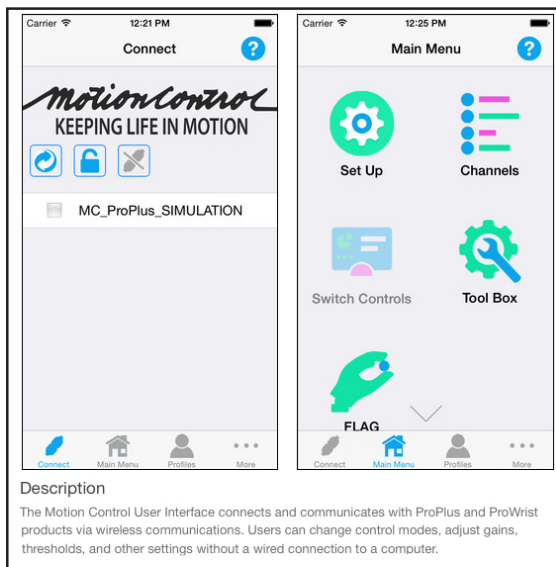 Carrier 12:21 PM
Connect
?
Motion Control
KEEPING LIFE IN MOTION
MC_ProPlus_SIMULATION
Connect Main Menu Profiles More
Carrier 12:25 PM
Main Menu
?
Set Up Channels
Switch Controls Tool Box
FLAG
Connect Main Menu Profiles More
Description
The Motion Control User Interface connects and communicates with ProPlus and ProWrist
products via wireless communications. Users can change control modes, adjust gains,
thresholds, and other settings without a wired connection to a computer.